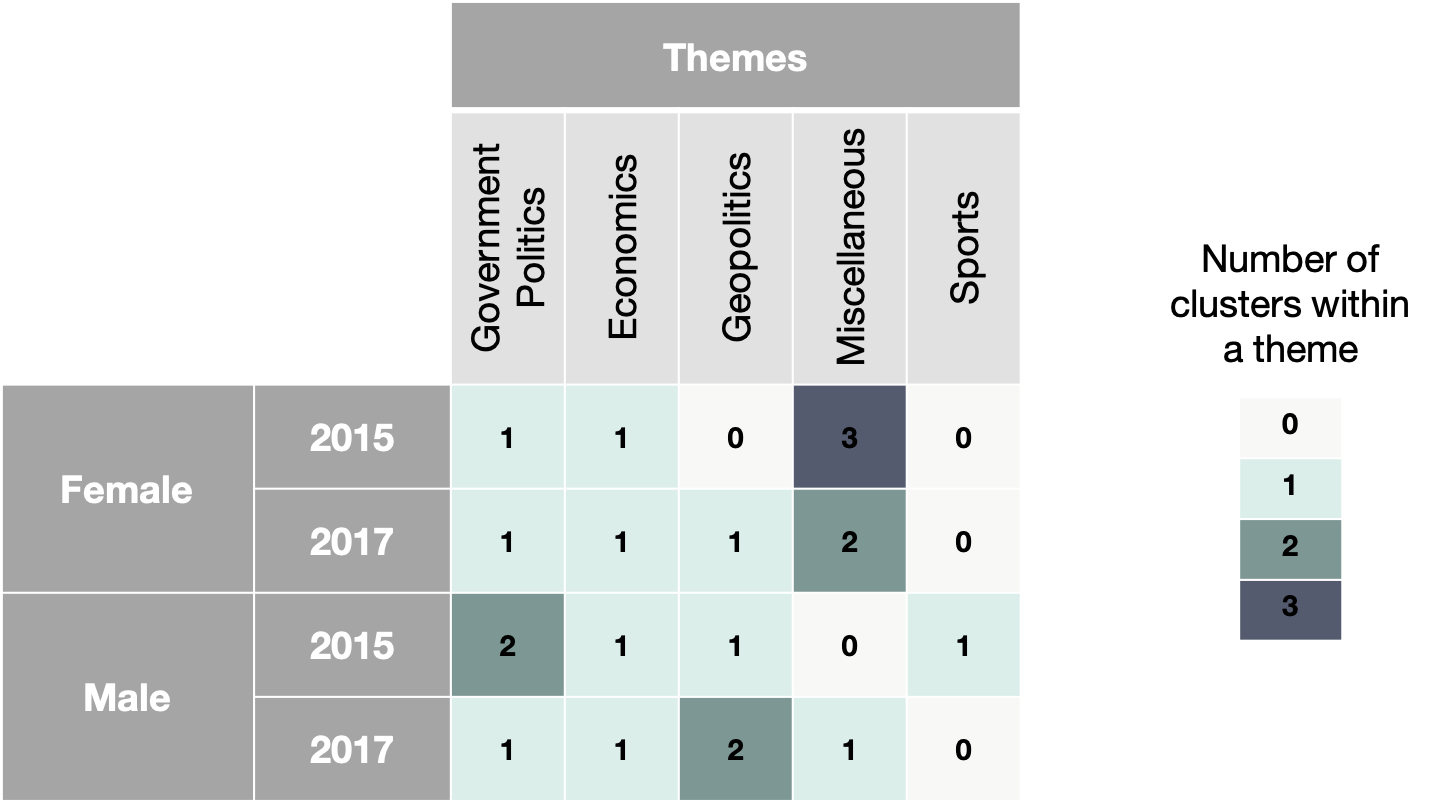 Themes
Government
Politics
Economics
Geopolitics
Miscellaneous
Sports
Number of
clusters within
a theme
0
1
2
3
Female
2015
1
1
0
3
0
2017
1
1
1
2
0
Male
2015
2
1
1
0
1
2017
1
1
2
1
0